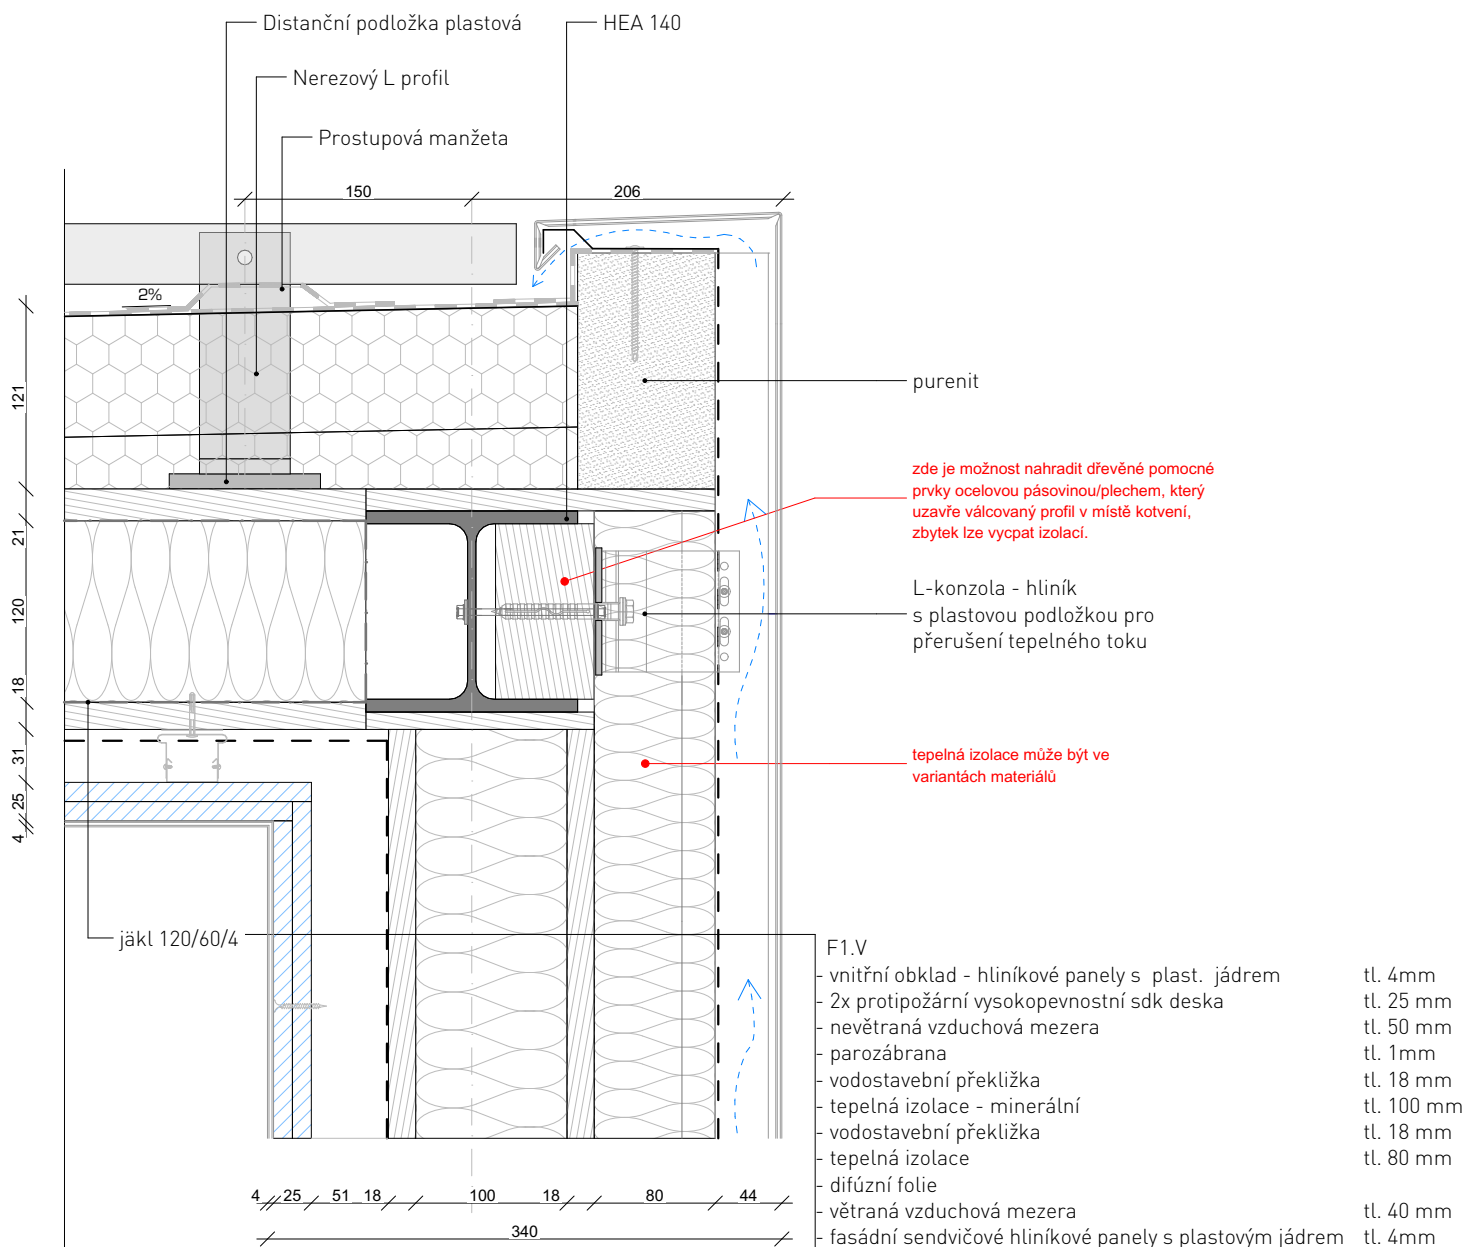 Distanční podložka plastová
HEA 140
Nerezový L profil
Prostupová manžeta
150
206
2%
121
purenit
zde je možnost nahradit dřevěné pomocné
prvky ocelovou pásovinou/plechem, který
uzavře válcovaný profil v místě kotvení,
zbytek lze vycpat izolací.
21
L-konzola - hliník
s plastovou podložkou pro
přerušení tepelného toku
120
18
31
tepelná izolace může být ve
variantách materiálů
25
4
jäkl 120/60/4
F1.V
- vnitřní obklad - hliníkové panely s plast. jádrem tl. 4mm
- 2x protipožární vysokopevnostní sdk deska tl. 25 mm
- nevětraná vzduchová mezera tl. 50 mm
- parozábrana tl. 1mm
- vodostavební překližka tl. 18 mm
- tepelná izolace - minerální tl. 100 mm
- vodostavební překližka tl. 18 mm
- tepelná izolace tl. 80 mm
- difúzní folie
- větraná vzduchová mezera tl. 40 mm
- fasádní sendvičové hliníkové panely s plastovým jádrem tl. 4mm
4 25 51 18 100 18 80 44
340